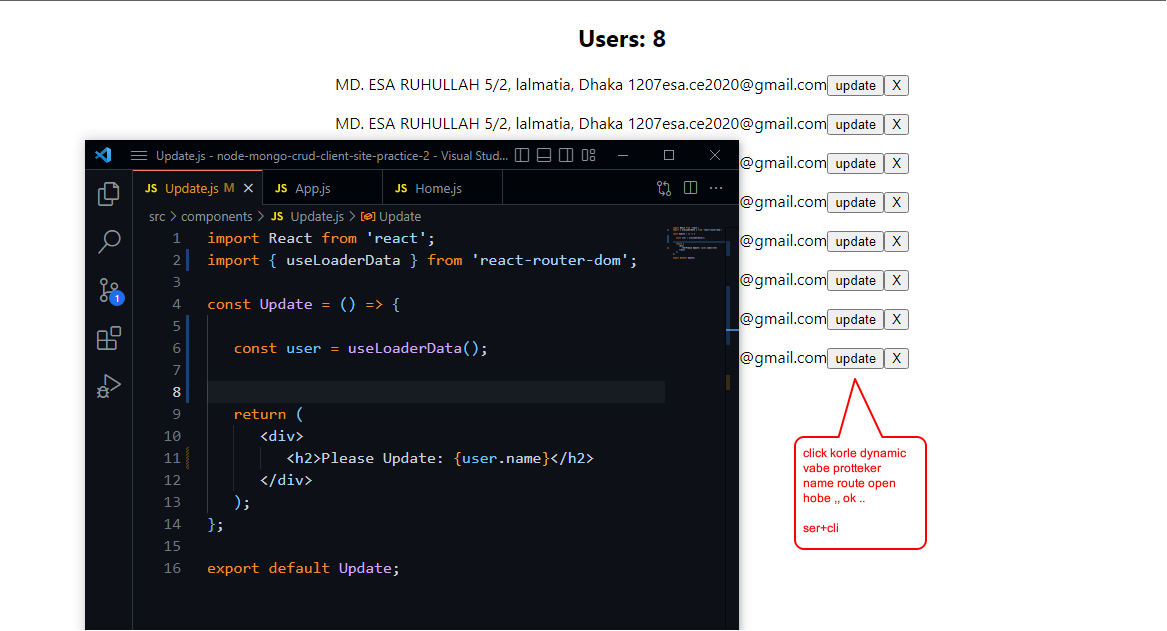 Users: 8
MD. ESA RUHULLAH 5/2, lalmatia, Dhaka 1207esa.ce2020@gmail.com update X
MD. ESA RUHULLAH 5/2, lalmatia, Dhaka 1207esa.ce2020@gmail.com update X
@gmail.com update X
@gmail.com update X
@gmail.com update X
@gmail.com update X
@gmail.com update X
@gmail.com update X
Update.js - node-mongo-crud-client-site-practice-2 - Visual Stud...
JS Update.js M JS App.js JS Home.js
src > components > JS Update.js > Update
1 import React from 'react';
2 import { useLoaderData } from 'react-router-dom';
3
4 const Update = () => {
5
6 const user = useLoaderData();
7
8
9 return (
10 <div>
11 <h2>Please Update: {user.name}</h2>
12 </div>
13 );
14 };
15
16 export default Update;
1
click korle dynamic
vabe protteker
name route open
hobe ,, ok ..
ser+cli